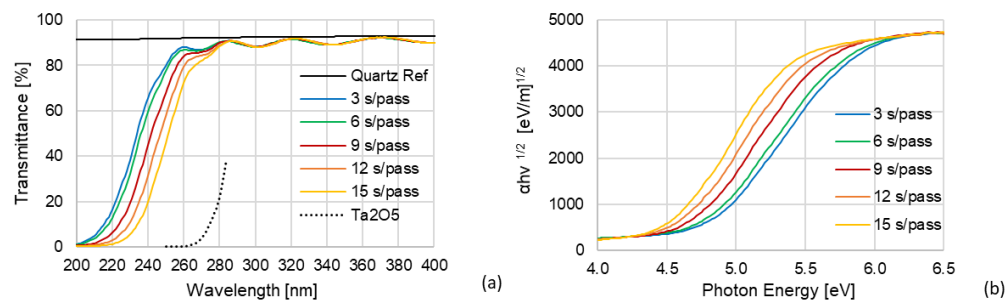 100
80
60
40
20
0
Transmittance [%]
Quartz Ref
3 s/pass
6 s/pass
9 s/pass
12 s/pass
15 s/pass
Ta2O5
200 220 240 260 280 300 320 340 360 380 400
Wavelength [nm]
(a)
5000
4000
3000
2000
1000
0
αhv 1/2 [eV/m]1/2
3 s/pass
6 s/pass
9 s/pass
12 s/pass
15 s/pass
4.0 4.5 5.0 5.5 6.0 6.5
Photon Energy [eV]
(b)